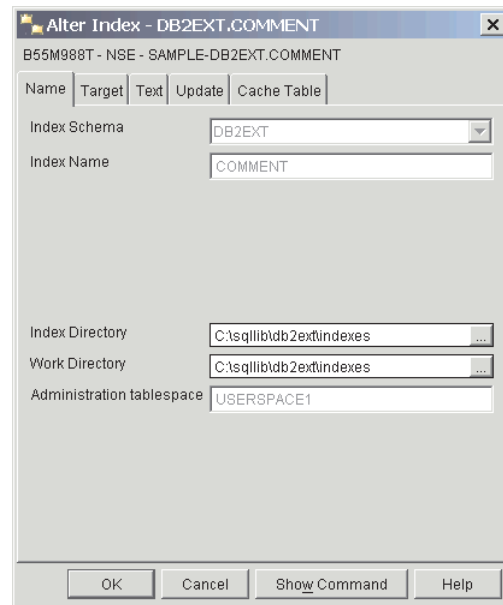 Alter Index - DB2EXT.COMMENT
B55M988T - NSE - SAMPLE-DB2EXT.COMMENT
Name Target Text Update Cache Table
Index Schema DB2EXT
Index Name COMMENT
Index Directory C:\sqllib\db2ext\indexes ...
Work Directory C:\sqllib\db2ext\indexes ...
Administration tablespace USERSPACE1
OK Cancel Show Command Help